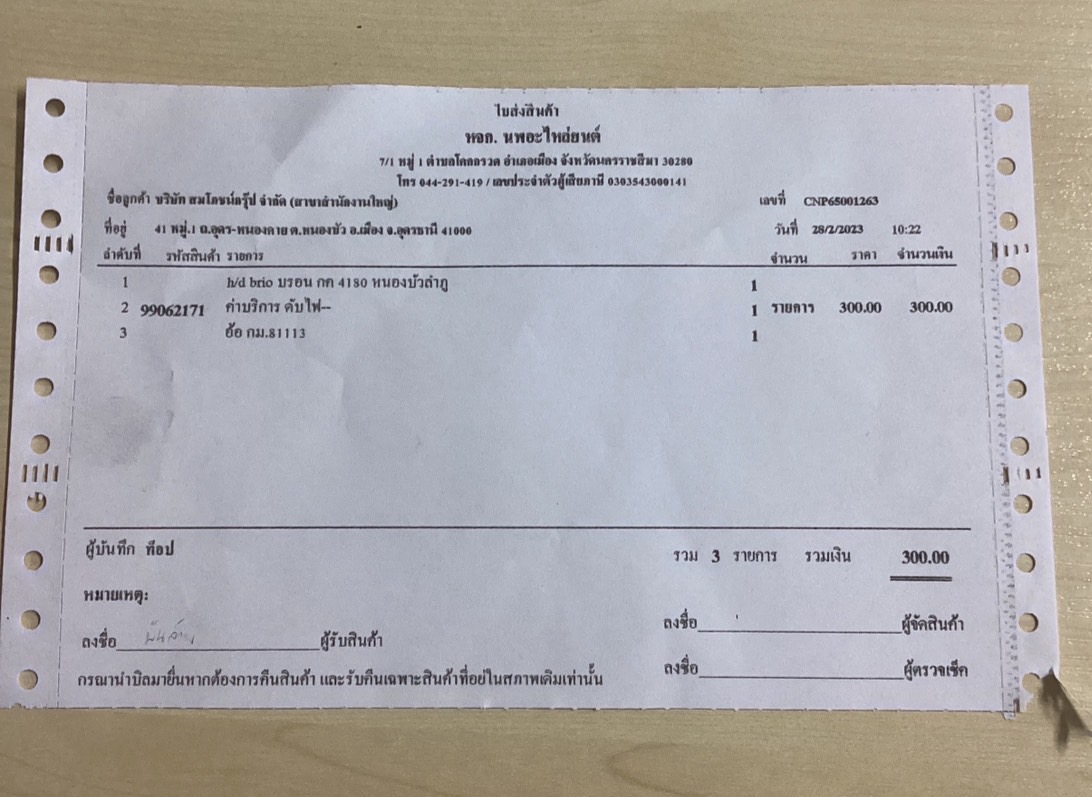 ใบส่งสินค้า
หจก. นพอะไหล่ยนต์
7/1 หมู่ 1 ตำบลโคกกรวด อำเภอเมือง จังหวัดนครราชสีมา 30280
โทร 044-291-419 / เลขประจำตัวผู้เสียภาษี 0303543000141
ชื่อลูกค้า บริษัท สมโภชน์กรุ๊ป จำกัด (สาขาสำนักงานใหญ่) เลขที่ CNP65001263
ที่อยู่ 41 หมู่.1 ถ.อุดร-หนองคาย ต.หนองบัว อ.เมือง จ.อุดรธานี 41000 วันที่ 28/2/2023 10:22
ลำดับที่ รหัสสินค้า รายการ จำนวน ราคา จำนวนเงิน
1 h/d brio บรอน กค 4180 หนองบัวลำภู 1
2 99062171 ค่าบริการ ดับไฟ-- 1 รายการ 300.00 300.00
3 อ้อ กม.81113 1
ผู้บันทึก ท็อป รวม 3 รายการ รวมเงิน 300.00
หมายเหตุ:
ลงชื่อ ผู้รับสินค้า ลงชื่อ ผู้จัดสินค้า
กรุณานำบิลมายื่นหากต้องการคืนสินค้า และรับคืนเฉพาะสินค้าที่อยู่ในสภาพเดิมเท่านั้น ลงชื่อ ผู้ตรวจเช็ค